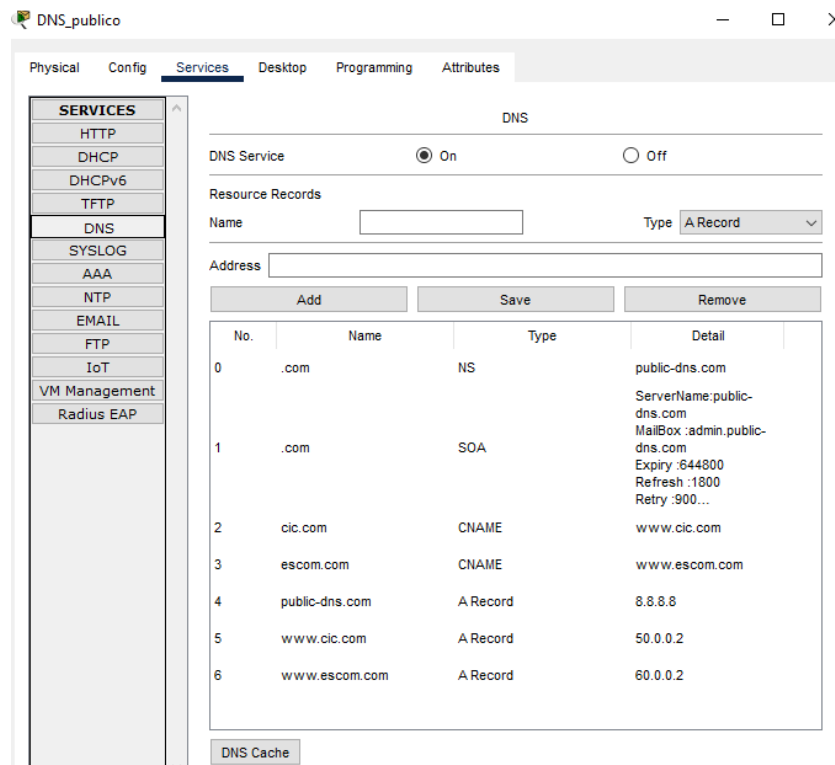 DNS_publico
Physical Config Services Desktop Programming Attributes
SERVICES
HTTP
DHCP
DHCPv6
TFTP
DNS
SYSLOG
AAA
NTP
EMAIL
FTP
IoT
VM Management
Radius EAP
DNS
DNS Service On Off
Resource Records
Name Type A Record
Address
Add Save Remove
No. Name Type Detail
0 .com NS public-dns.com
1 .com SOA ServerName:public-
dns.com
MailBox :admin.public-
dns.com
Expiry :644800
Refresh :1800
Retry :900...
2 cic.com CNAME www.cic.com
3 escom.com CNAME www.escom.com
4 public-dns.com A Record 8.8.8.8
5 www.cic.com A Record 50.0.0.2
6 www.escom.com A Record 60.0.0.2
DNS Cache